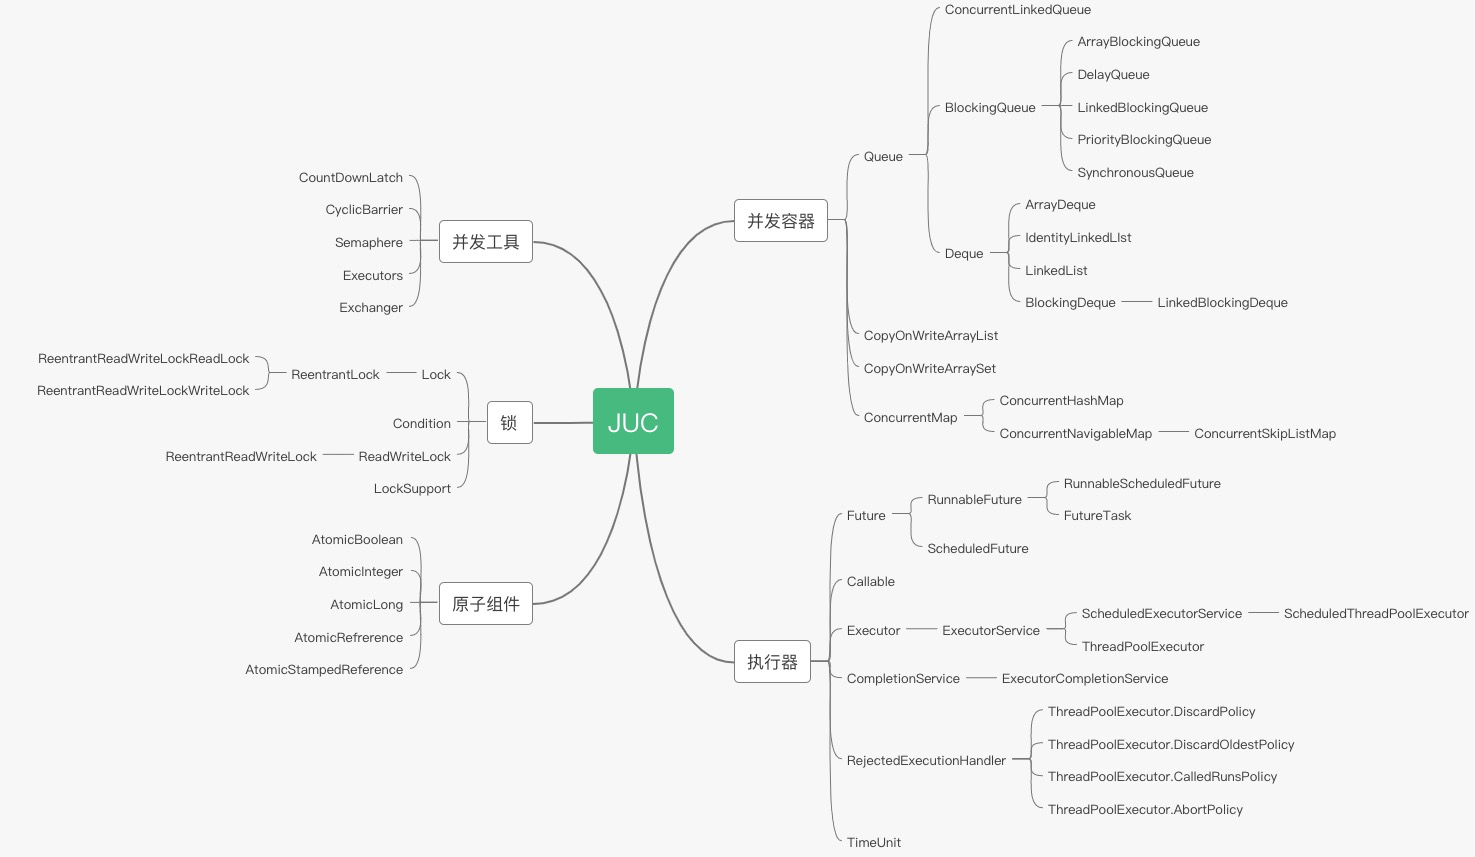 JUC
并发工具
CountDownLatch
CyclicBarrier
Semaphere
Executors
Exchanger
锁
Lock
ReentrantLock
ReentrantReadWriteLockReadLock
ReentrantReadWriteLockWriteLock
Condition
ReadWriteLock
ReentrantReadWriteLock
LockSupport
原子组件
AtomicBoolean
AtomicInteger
AtomicLong
AtomicRefrerence
AtomicStampedReference
并发容器
Queue
ConcurrentLinkedQueue
BlockingQueue
ArrayBlockingQueue
DelayQueue
LinkedBlockingQueue
PriorityBlockingQueue
SynchronousQueue
Deque
ArrayDeque
IdentityLinkedLIst
LinkedList
BlockingDeque
LinkedBlockingDeque
CopyOnWriteArrayList
CopyOnWriteArraySet
ConcurrentMap
ConcurrentHashMap
ConcurrentNavigableMap
ConcurrentSkipListMap
执行器
Future
RunnableFuture
RunnableScheduledFuture
FutureTask
ScheduledFuture
Callable
Executor
ExecutorService
ScheduledExecutorService
ScheduledThreadPoolExecutor
ThreadPoolExecutor
CompletionService
ExecutorCompletionService
RejectedExecutionHandler
ThreadPoolExecutor.DiscardPolicy
ThreadPoolExecutor.DiscardOldestPolicy
ThreadPoolExecutor.CalledRunsPolicy
ThreadPoolExecutor.AbortPolicy
TimeUnit